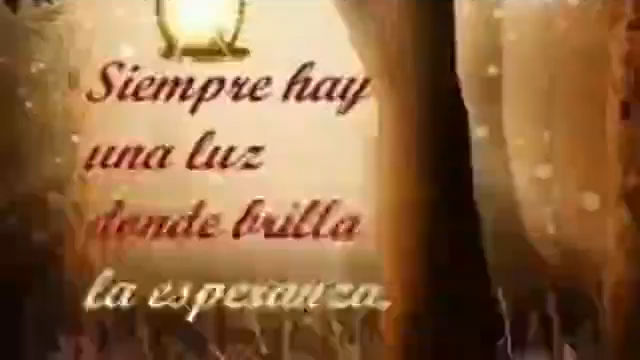 Siempre hay
una luz
donde brilla
la esperanza.